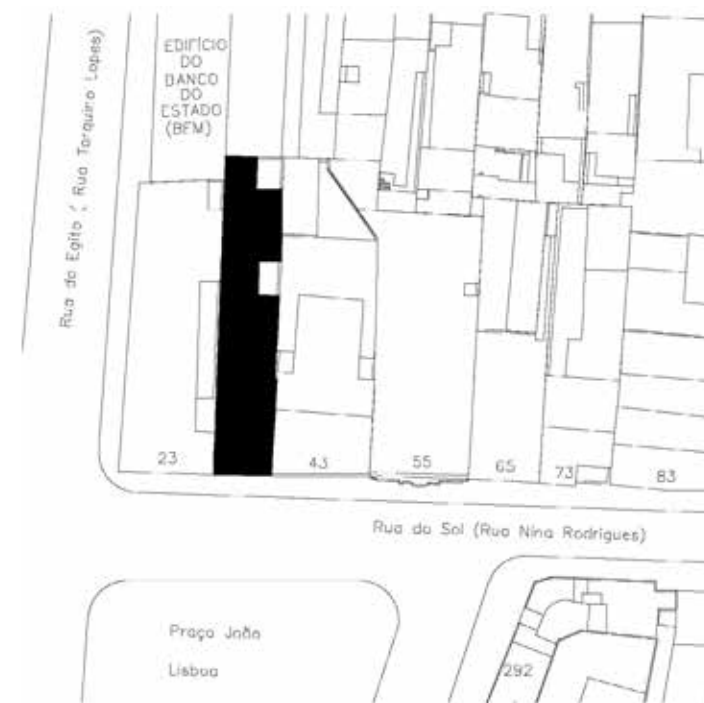 EDIFÍCIO
DO
BANCO
DO
ESTADO
(BEM)
Rua do Egito ( Rua Tarquiro Lopes)
23
43
55
65
73
83
Rua do Sol (Rua Nina Rodrigues)
Praça João
Lisboa
292